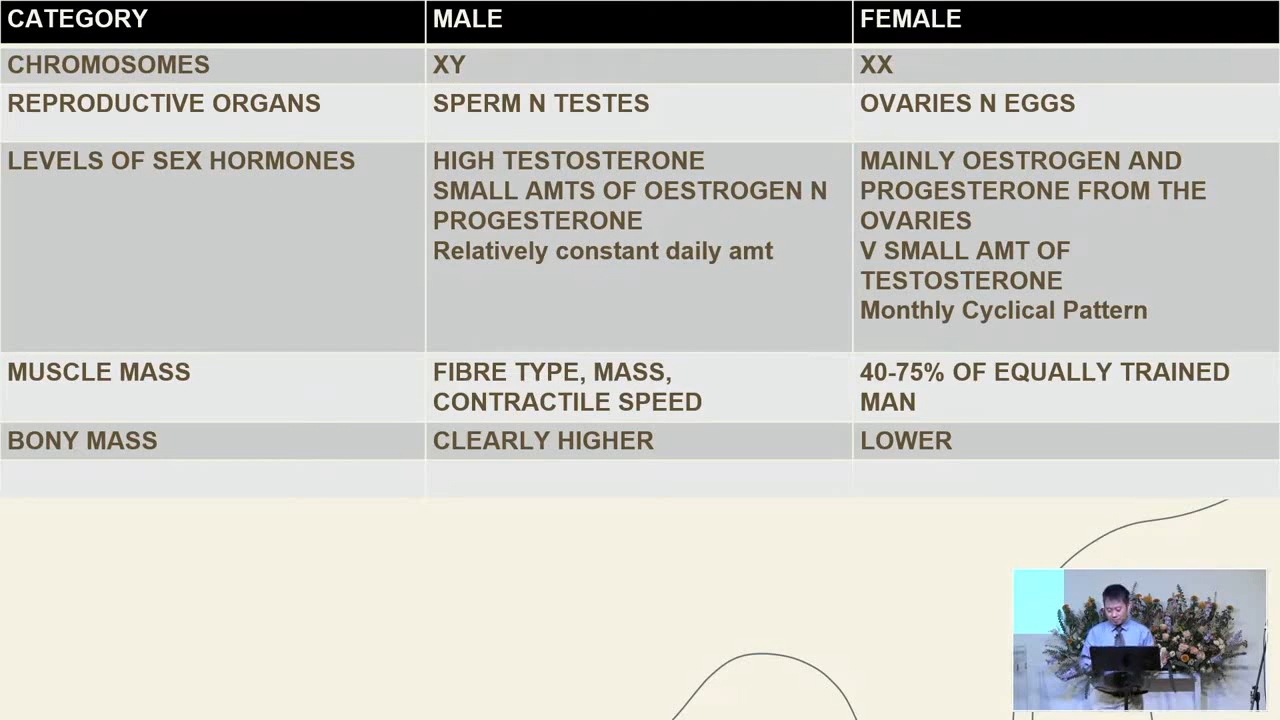 CATEGORY MALE FEMALE
CHROMOSOMES XY XX
REPRODUCTIVE ORGANS SPERM N TESTES OVARIES N EGGS
LEVELS OF SEX HORMONES
HIGH TESTOSTERONE
SMALL AMTS OF OESTROGEN N
PROGESTERONE
Relatively constant daily amt
MAINLY OESTROGEN AND
PROGESTERONE FROM THE
OVARIES
V SMALL AMT OF
TESTOSTERONE
Monthly Cyclical Pattern
MUSCLE MASS
FIBRE TYPE, MASS,
CONTRACTILE SPEED
40-75% OF EQUALLY TRAINED
MAN
BONY MASS CLEARLY HIGHER LOWER